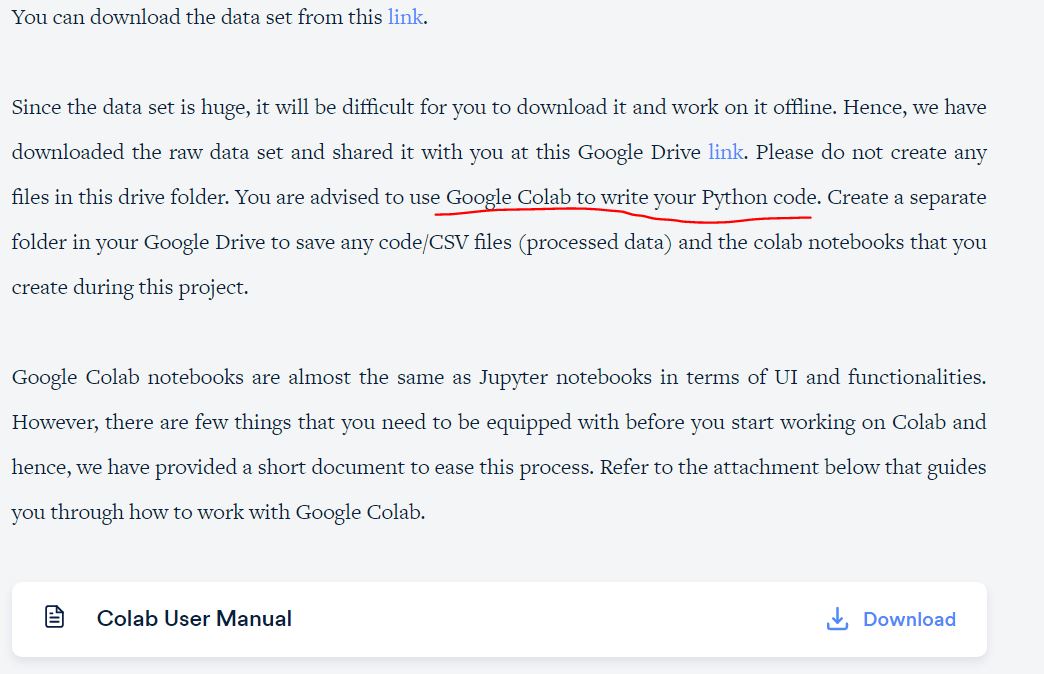 You can download the data set from this link.
Since the data set is huge, it will be difficult for you to download it and work on it offline. Hence, we have
downloaded the raw data set and shared it with you at this Google Drive link. Please do not create any
files in this drive folder. You are advised to use Google Colab to write your Python code. Create a separate
folder in your Google Drive to save any code/CSV files (processed data) and the colab notebooks that you
create during this project.
Google Colab notebooks are almost the same as Jupyter notebooks in terms of UI and functionalities.
However, there are few things that you need to be equipped with before you start working on Colab and
hence, we have provided a short document to ease this process. Refer to the attachment below that guides
you through how to work with Google Colab.
Colab User Manual
Download